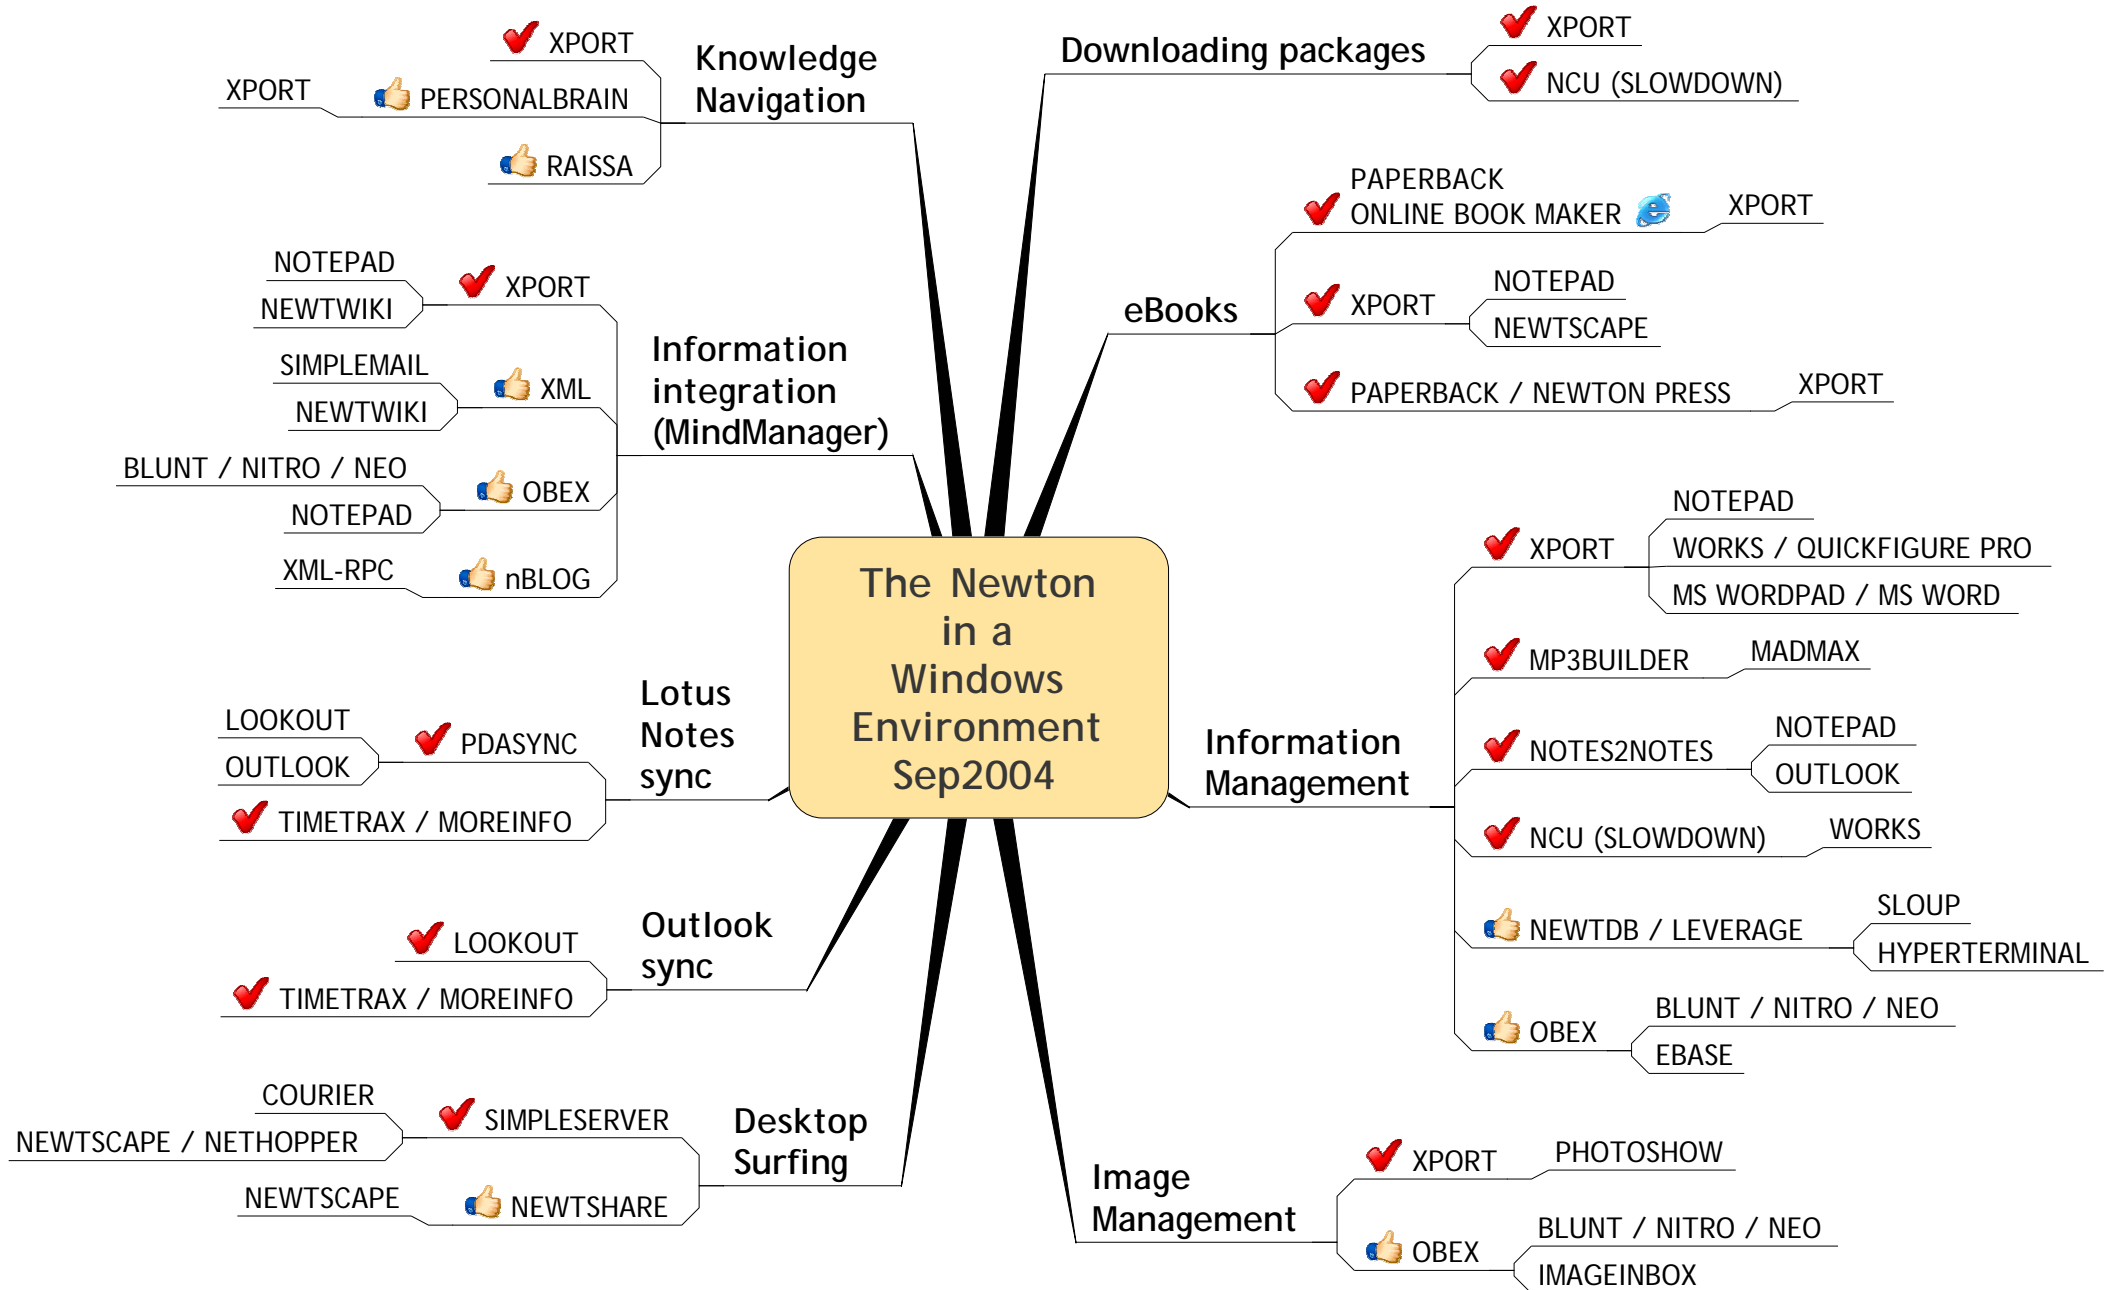 The Newton
in a
Windows
Environment
Sep2004
Downloading packages
XPORT
NCU (SLOWDOWN)
eBooks
PAPERBACK
ONLINE BOOK MAKER
XPORT
XPORT
NOTEPAD
NEWTSCAPE
PAPERBACK / NEWTON PRESS
XPORT
Information
Management
XPORT
NOTEPAD
WORKS / QUICKFIGURE PRO
MS WORDPAD / MS WORD
MP3BUILDER
MADMAX
NOTES2NOTES
NOTEPAD
OUTLOOK
NCU (SLOWDOWN)
WORKS
NEWTDB / LEVERAGE
SLOUP
HYPERTERMINAL
OBEX
BLUNT / NITRO / NEO
EBASE
Image
Management
XPORT
PHOTOSHOW
OBEX
BLUNT / NITRO / NEO
IMAGEINBOX
Knowledge
Navigation
XPORT
PERSONALBRAIN
XPORT
RAISSA
Information
integration
(MindManager)
XPORT
NOTEPAD
NEWTWIKI
XML
SIMPLEMAIL
NEWTWIKI
OBEX
BLUNT / NITRO / NEO
NOTEPAD
nBLOG
XML-RPC
Lotus
Notes
sync
PDASYNC
LOOKOUT
OUTLOOK
TIMETRAX / MOREINFO
Outlook
sync
LOOKOUT
TIMETRAX / MOREINFO
Desktop
Surfing
SIMPLESERVER
COURIER
NEWTSCAPE / NETHOPPER
NEWTSHARE
NEWTSCAPE